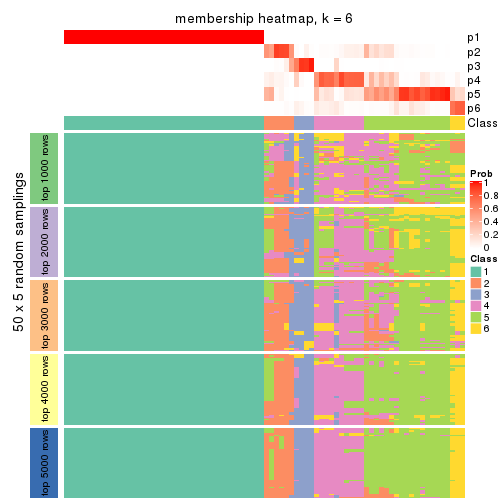 membership heatmap, k = 6
p1
p2
p3
p4
p5
p6
Class
50 x 5 random samplings
top 1000 rows
top 2000 rows
top 3000 rows
top 4000 rows
top 5000 rows
Prob
1
0.8
0.6
0.4
0.2
0
Class
1
2
3
4
5
6